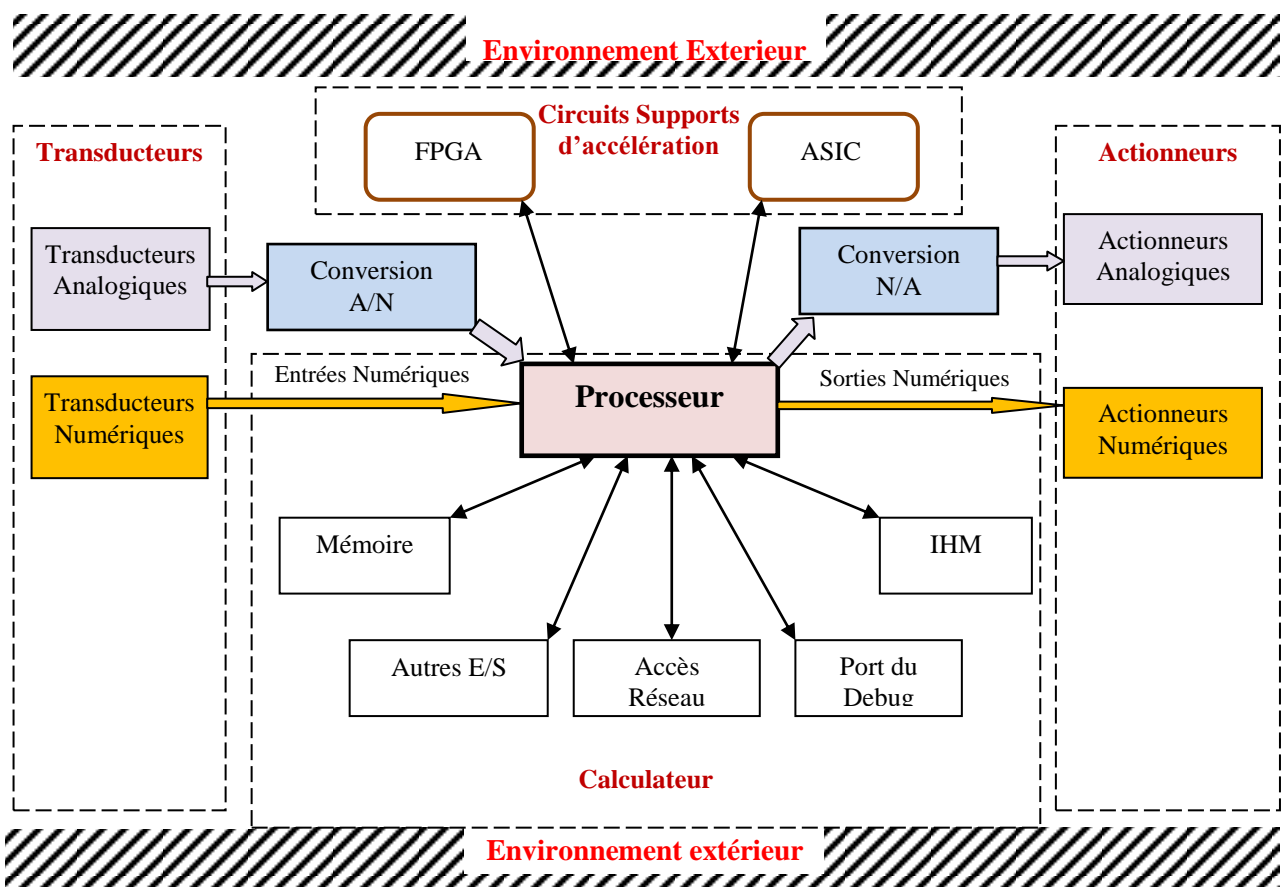 Environnement Exterieur
Circuits Supports
d'accélération
FPGA
ASIC
Transducteurs
Actionneurs
Transducteurs
Analogiques
Conversion
A/N
Conversion
N/A
Actionneurs
Analogiques
Entrées Numériques
Processeur
Sorties Numériques
Transducteurs
Numériques
Actionneurs
Numériques
Mémoire
IHM
Autres E/S
Accès
Réseau
Port du
Debug
Calculateur
Environnement extérieur